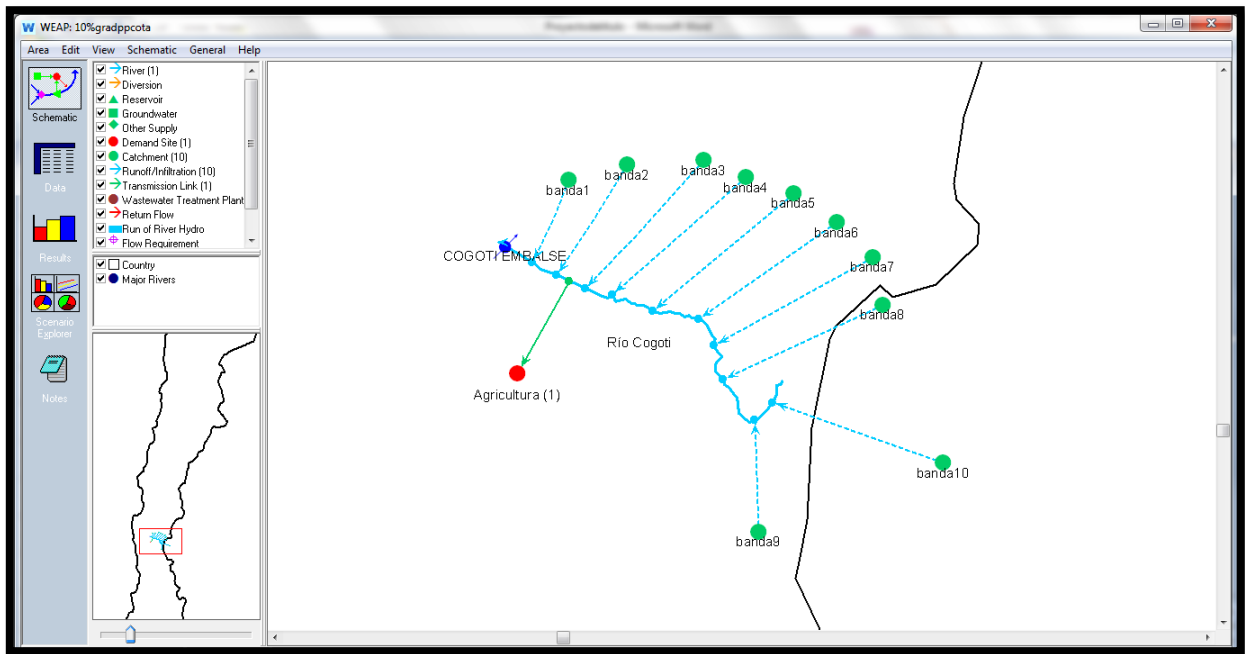 WEAP: 10%gradppcota
Area Edit View Schematic General Help
Schematic
Data
Results
Scenario
Explorer
Notes
River (1)
Diversion
Reservoir
Groundwater
Other Supply
Demand Site (1)
Catchment (10)
Runoff/Infiltration (10)
Transmission Link (1)
Wastewater Treatment Plant
Return Flow
Run of River Hydro
Flow Requirement
Country
Major Rivers
banda1
banda2
banda3
banda4
banda5
banda6
banda7
banda8
COGOTI EMBALSE
Río Cogoti
Agricultura (1)
banda10
banda9